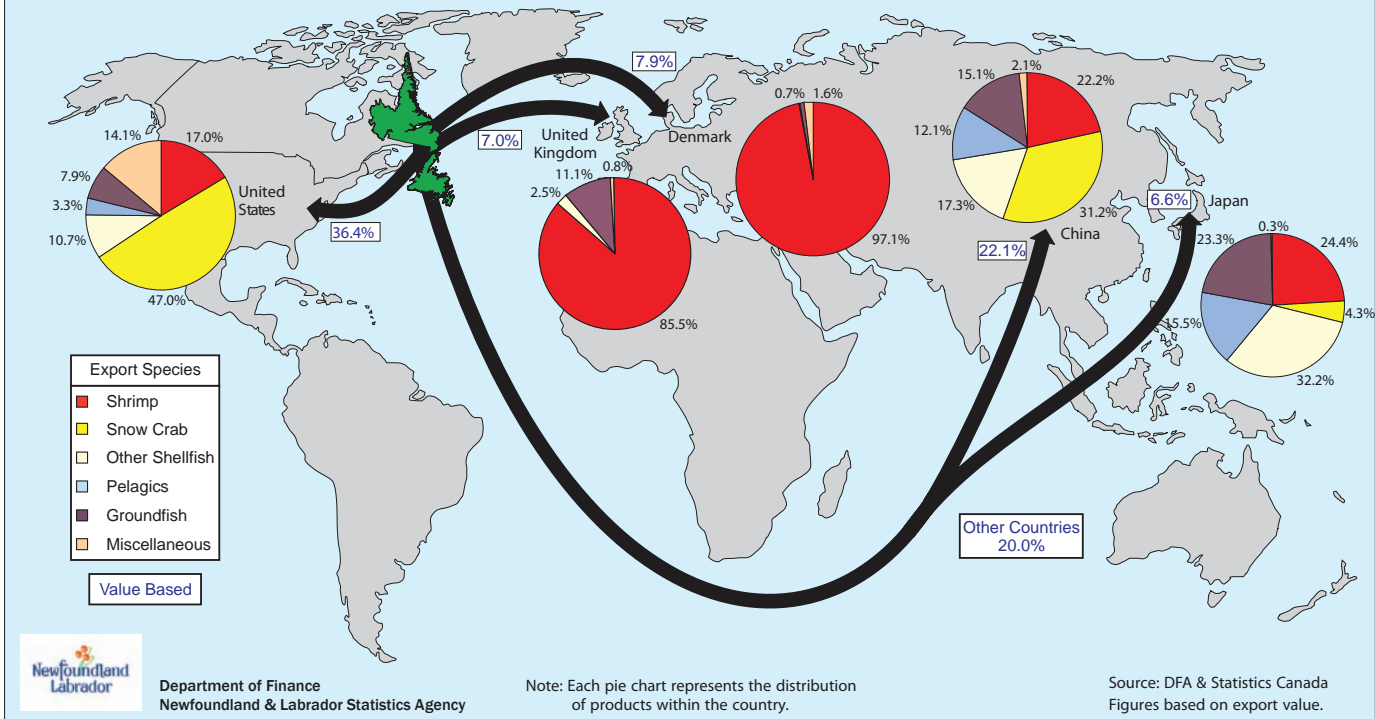 7.9%
7.0%
36.4%
22.1%
6.6%
United
States
14.1%
17.0%
7.9%
3.3%
10.7%
47.0%
United
Kingdom
0.8%
11.1%
2.5%
85.5%
Denmark
0.7%
1.6%
97.1%
China
2.1%
15.1%
22.2%
12.1%
17.3%
31.2%
Japan
0.3%
23.3%
24.4%
4.3%
15.5%
32.2%
Export Species
Shrimp
Snow Crab
Other Shellfish
Pelagics
Groundfish
Miscellaneous
Value Based
Other Countries
20.0%
Newfoundland
Labrador
Department of Finance
Newfoundland & Labrador Statistics Agency
Note: Each pie chart represents the distribution
of products within the country.
Source: DFA & Statistics Canada
Figures based on export value.